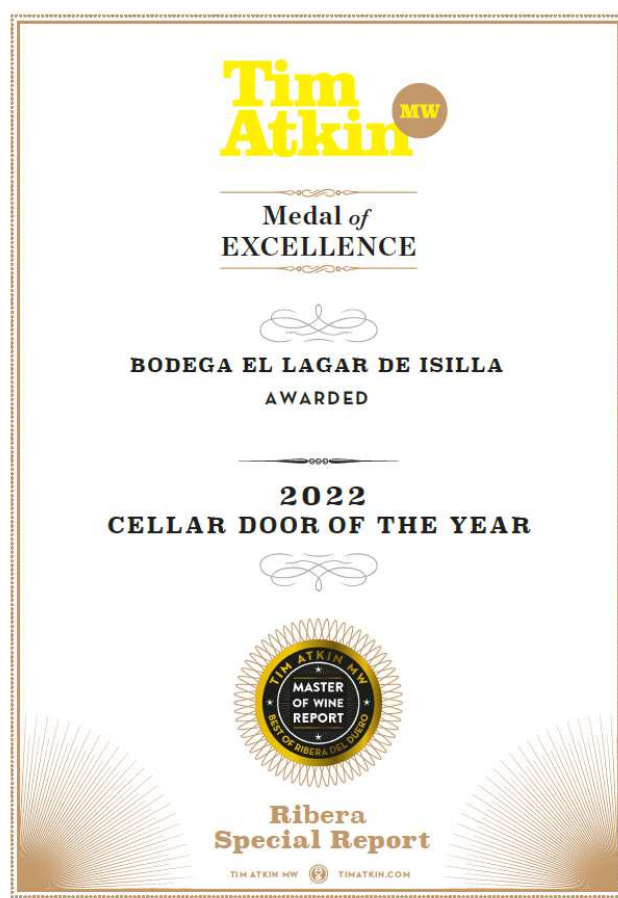 Tim
Atkin
MW
Medal of
EXCELLENCE
BODEGA EL LAGAR DE ISILLA
AWARDED
2022
CELLAR DOOR OF THE YEAR
TIM ATKIN MW
MASTER
OF WINE
REPORT
BEST OF RIBERA DEL DUERO
Ribera
Special Report
TIM ATKIN MW TIMATKIN.COM